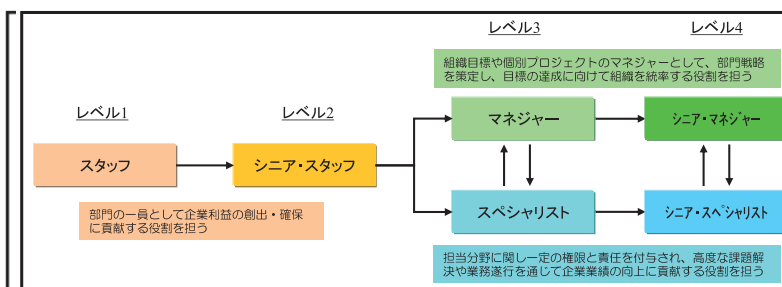 レベル3
レベル4
組織目標や個別プロジェクトのマネジャーとして、部門戦略
を策定し、目標の達成に向けて組織を統率する役割を担う
レベル1
レベル2
マネジャー
シニア・マネジャー
スタッフ
シニア・スタッフ
スペシャリスト
シニア・スペシャリスト
部門の一員として企業利益の創出・確保
に貢献する役割を担う
担当分野に関し一定の権限と責任を付与され、高度な課題解
決や業務遂行を通じて企業業績の向上に貢献する役割を担う